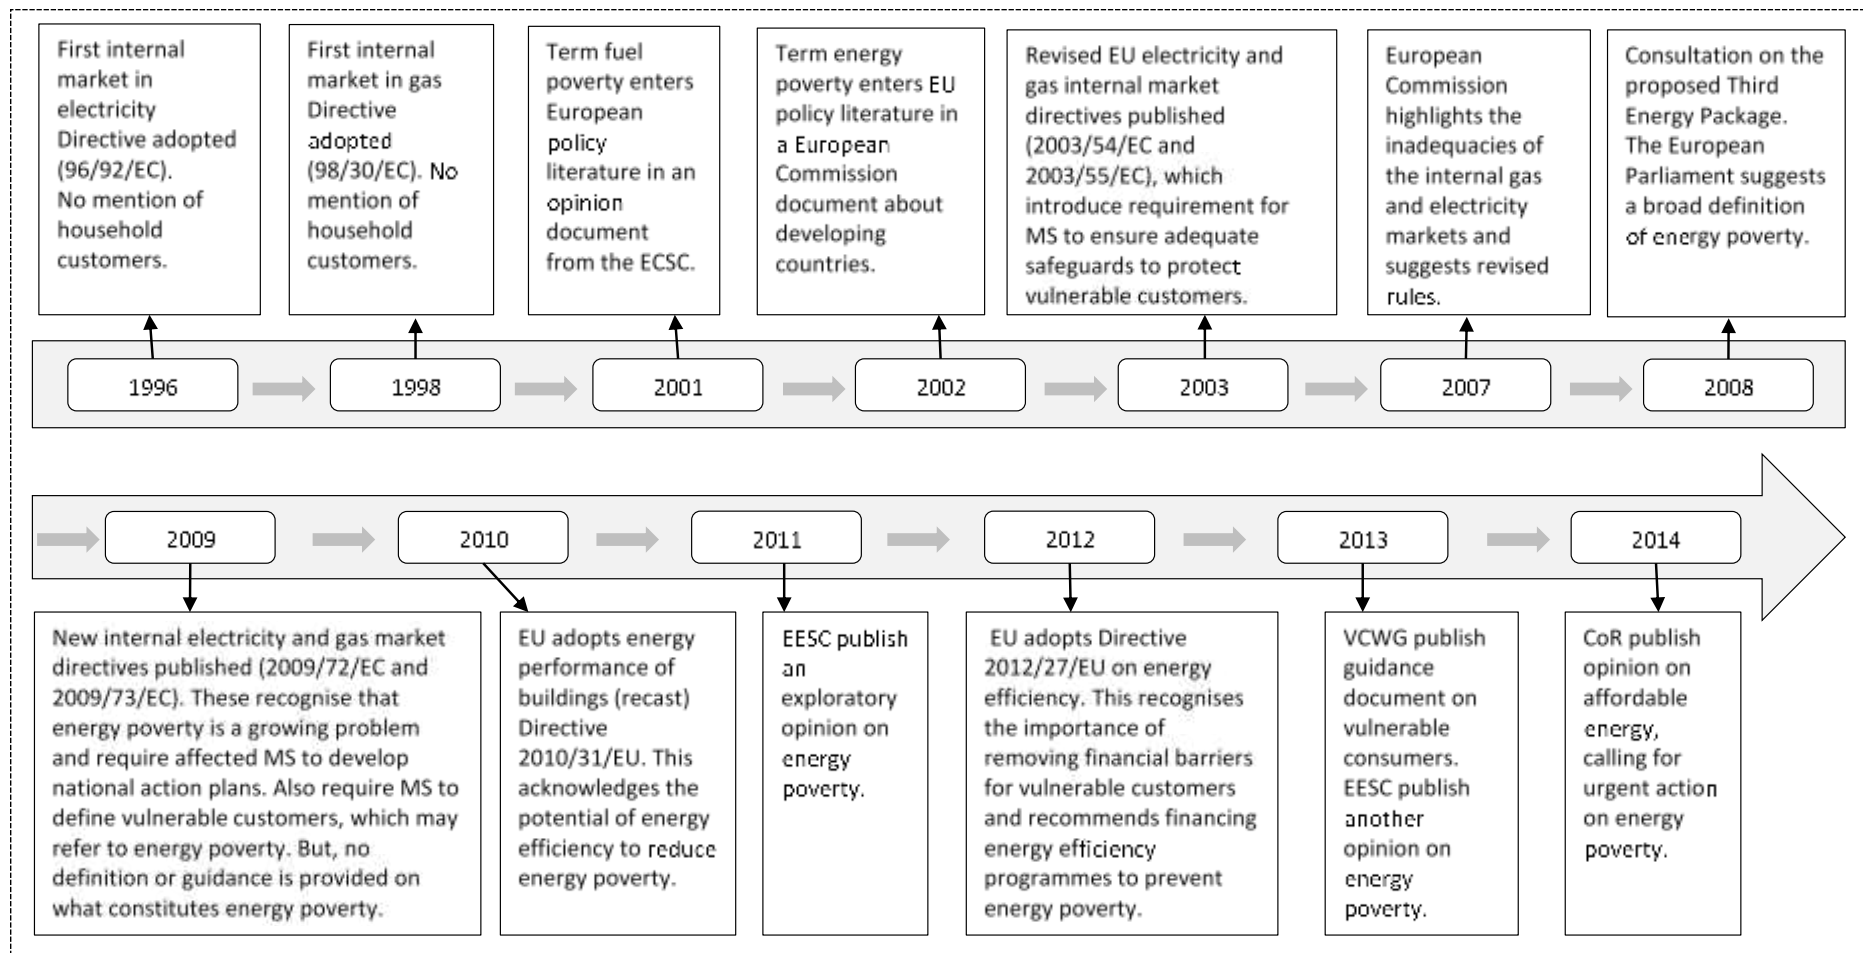 First internal
market in
electricity
Directive adopted
(96/92/EC).
No mention of
household
customers.
First internal
market in gas
Directive
adopted
(98/30/EC). No
mention of
household
customers.
Term fuel
poverty enters
European
policy
literature in an
opinion
document
from the ECSC.
Term energy
poverty enters EU
policy literature in
a European
Commission
document about
developing
countries.
Revised EU electricity and
gas internal market
directives published
(2003/54/EC and
2003/55/EC), which
introduce requirement for
MS to ensure adequate
safeguards to protect
vulnerable customers.
European
Commission
highlights the
inadequacies of
the internal gas
and electricity
markets and
suggests revised
rules.
Consultation on the
proposed Third
Energy Package.
The European
Parliament suggests
a broad definition
of energy poverty.
1996
1998
2001
2002
2003
2007
2008
2009
2010
2011
2012
2013
2014
New internal electricity and gas market
directives published (2009/72/EC and
2009/73/EC). These recognise that
energy poverty is a growing problem
and require affected MS to develop
national action plans. Also require MS to
define vulnerable customers, which may
refer to energy poverty. But, no
definition or guidance is provided on
what constitutes energy poverty.
EU adopts energy
performance of
buildings (recast)
Directive
2010/31/EU. This
acknowledges the
potential of energy
efficiency to reduce
energy poverty.
EESC publish
an
exploratory
opinion on
energy
poverty.
EU adopts Directive
2012/27/EU on energy
efficiency. This recognises
the importance of
removing financial barriers
for vulnerable customers
and recommends financing
energy efficiency
programmes to prevent
energy poverty.
VCWG publish
guidance
document on
vulnerable
consumers.
EESC publish
another
opinion on
energy
poverty.
CoR publish
opinion on
affordable
energy,
calling for
urgent action
on energy
poverty.